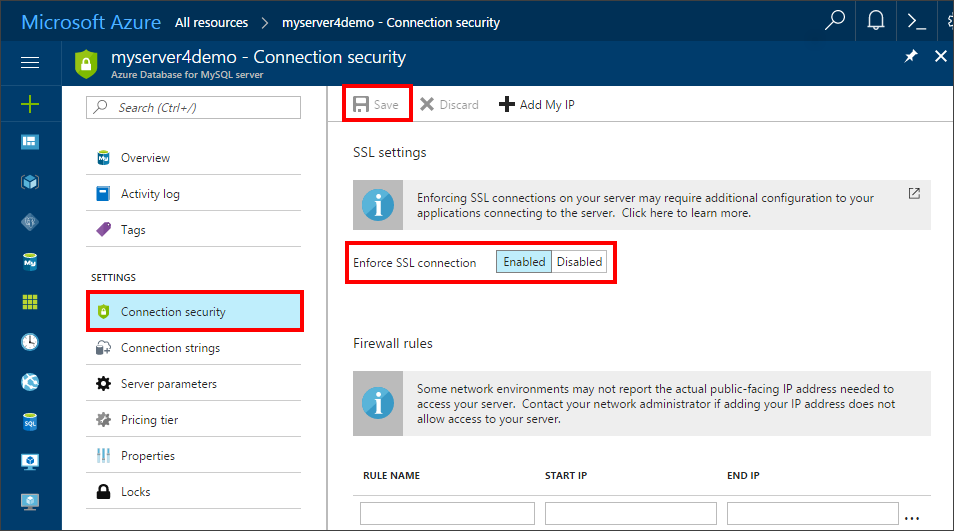 Microsoft Azure All resources > myserver4demo - Connection security
myserver4demo - Connection security
Azure Database for MySQL server
Search (Ctrl+/)
Save Discard Add My IP
Overview
Activity log
Tags
SETTINGS
Connection security
Connection strings
Server parameters
Pricing tier
Properties
Locks
My
SQL
SSL settings
Enforcing SSL connections on your server may require additional configuration to your
applications connecting to the server. Click here to learn more.
Enforce SSL connection Enabled Disabled
Firewall rules
Some network environments may not report the actual public-facing IP address needed to
access your server. Contact your network administrator if adding your IP address does not
allow access to your server.
RULE NAME START IP END IP
...